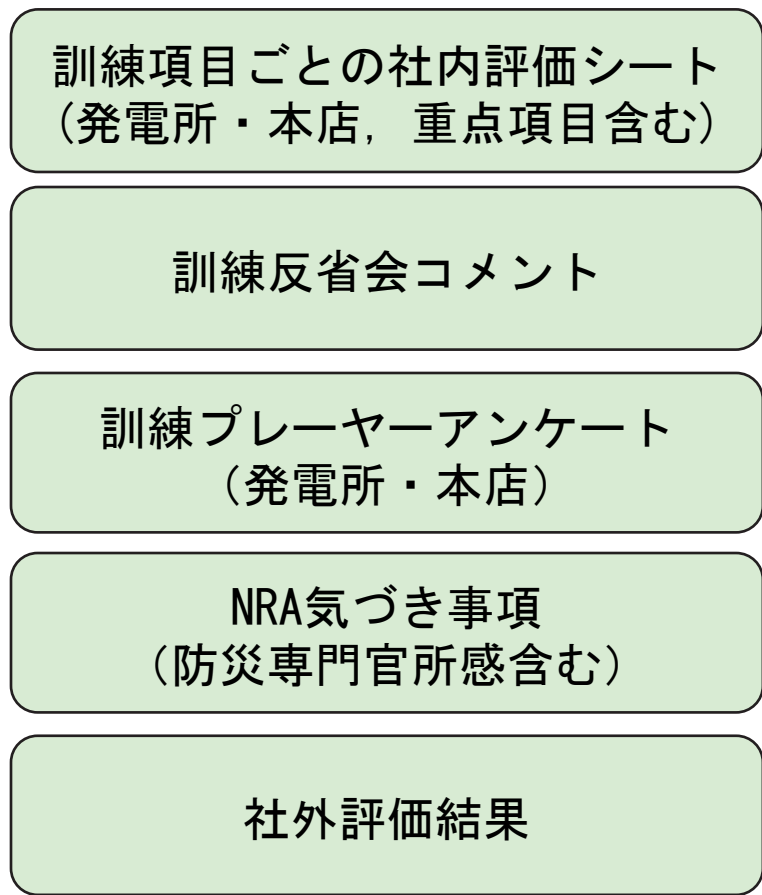 訓練項目ごとの社内評価シート
(発電所・本店, 重点項目含む)
訓練反省会コメント
訓練プレーヤーアンケート
(発電所・本店)
NRA気づき事項
(防災専門官所感含む)
社外評価結果